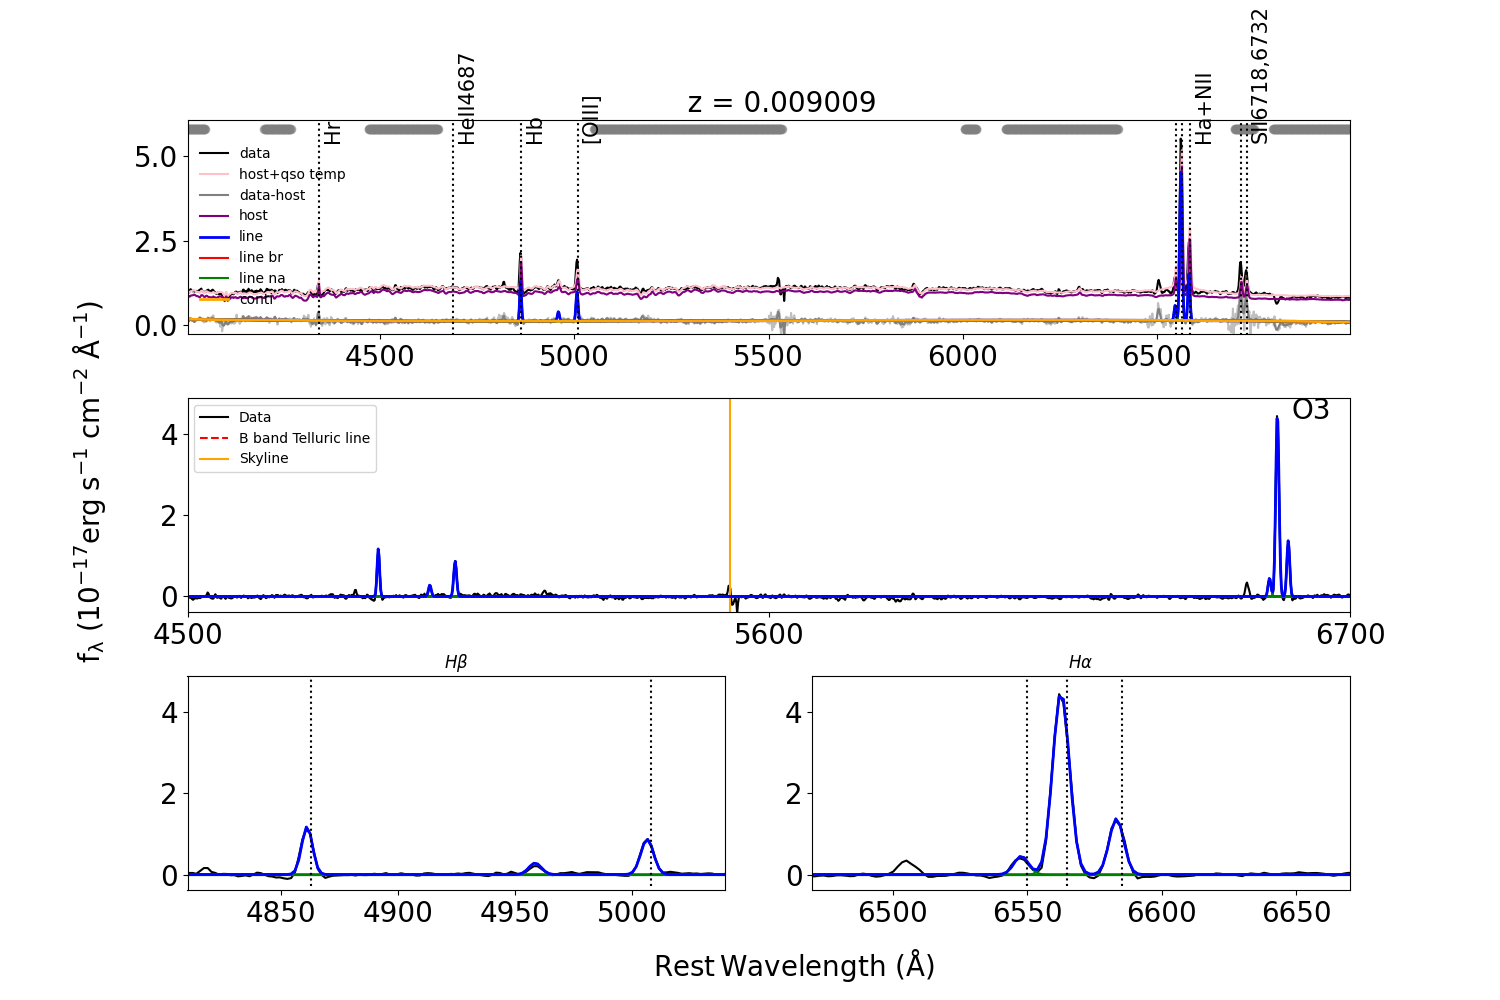 z = 0.009009
Hr
HeII4687
Hb
[OIII]
Ha+NII
SII6718,6732
data
host+qso temp
data-host
host
line
line br
line na
conti
5.0
2.5
0.0
4500 5000 5500 6000 6500
fλ (10⁻¹⁷erg s⁻¹ cm⁻² Å⁻¹)
Data
B band Telluric line
Skyline
O3
4
2
0
4500 5600 6700
Hβ
4
2
0
4850 4900 4950 5000
Hα
4
2
0
6500 6550 6600 6650
Rest Wavelength (Å)